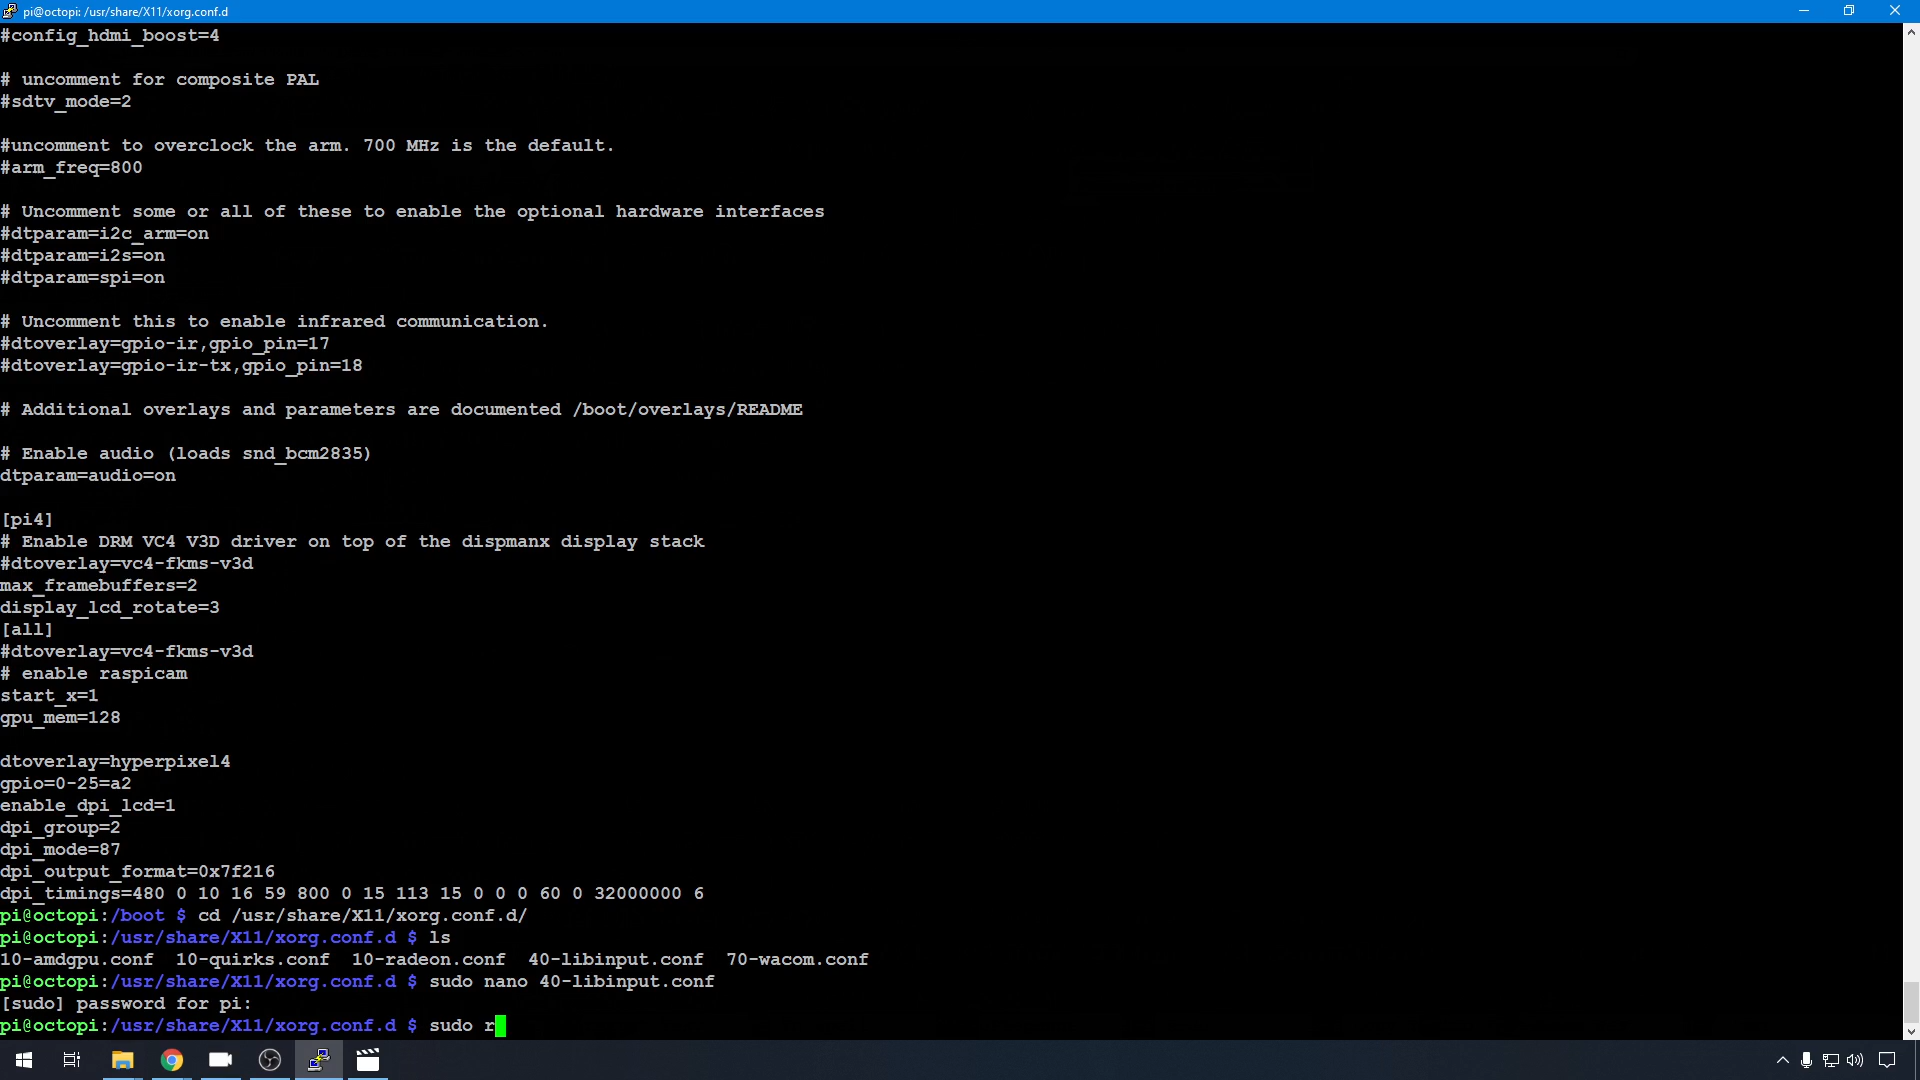 pi@octopi: /usr/share/X11/xorg.conf.d
#config_hdmi_boost=4
# uncomment for composite PAL
#sdtv_mode=2
#uncomment to overclock the arm. 700 MHz is the default.
#arm_freq=800
# Uncomment some or all of these to enable the optional hardware interfaces
#dtparam=i2c_arm=on
#dtparam=i2s=on
#dtparam=spi=on
# Uncomment this to enable infrared communication.
#dtoverlay=gpio-ir,gpio_pin=17
#dtoverlay=gpio-ir-tx,gpio_pin=18
# Additional overlays and parameters are documented /boot/overlays/README
# Enable audio (loads snd_bcm2835)
dtparam=audio=on
[pi4]
# Enable DRM VC4 V3D driver on top of the dispmanx display stack
#dtoverlay=vc4-fkms-v3d
max_framebuffers=2
display_lcd_rotate=3
[all]
#dtoverlay=vc4-fkms-v3d
# enable raspicam
start_x=1
gpu_mem=128
dtoverlay=hyperpixel4
gpio=0-25=a2
enable_dpi_lcd=1
dpi_group=2
dpi_mode=87
dpi_output_format=0x7f216
dpi_timings=480 0 10 16 59 800 0 15 113 15 0 0 0 60 0 32000000 6
pi@octopi:/boot $ cd /usr/share/X11/xorg.conf.d/
pi@octopi:/usr/share/X11/xorg.conf.d $ ls
10-amdgpu.conf  10-quirks.conf  10-radeon.conf  40-libinput.conf  70-wacom.conf
pi@octopi:/usr/share/X11/xorg.conf.d $ sudo nano 40-libinput.conf
[sudo] password for pi:
pi@octopi:/usr/share/X11/xorg.conf.d $ sudo r